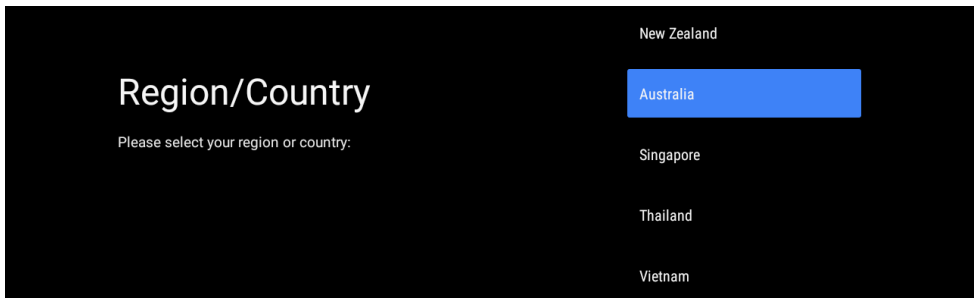 Region/Country
Please select your region or country:
New Zealand
Australia
Singapore
Thailand
Vietnam